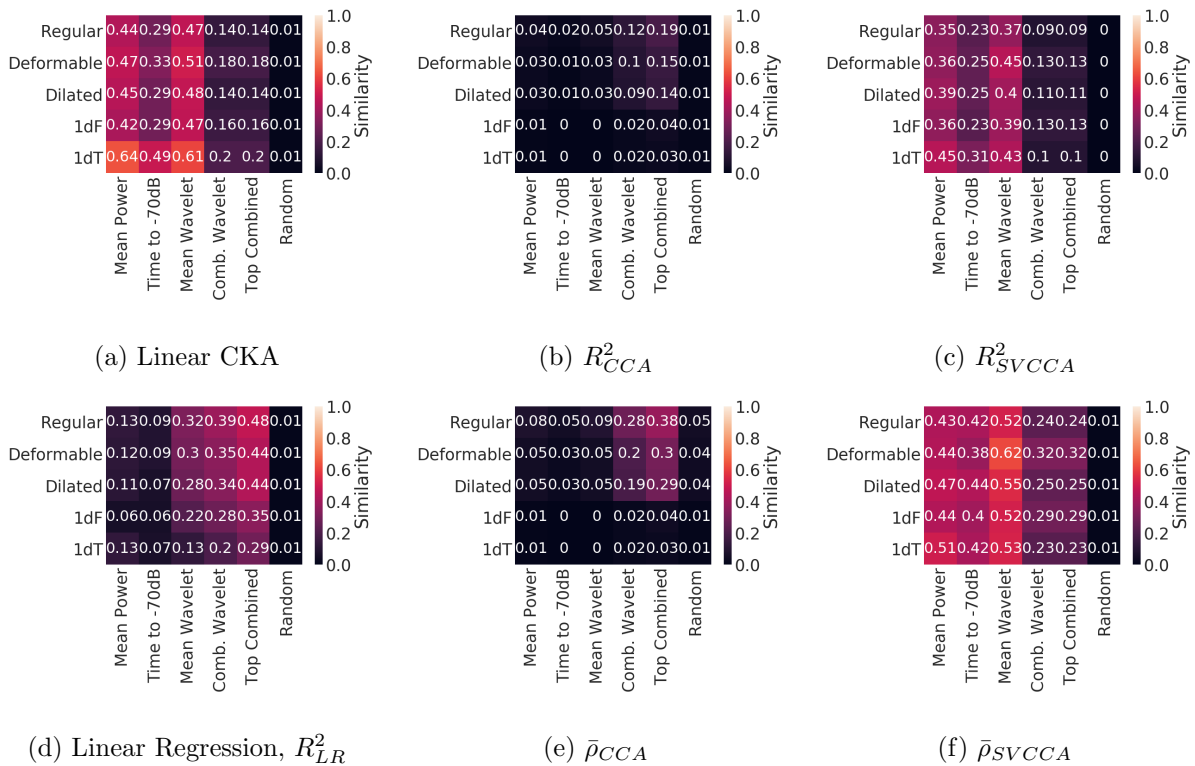 Regular 0.44 0.29 0.47 0.14 0.14 0.01
Deformable 0.47 0.33 0.51 0.18 0.18 0.01
Dilated 0.45 0.28 0.48 0.14 0.14 0.01
1dF 0.42 0.29 0.47 0.16 0.16 0.01
1dT 0.64 0.49 0.61 0.2 0.2 0.01
Mean Power
Time to -70dB
Mean Wavelet
Comb. Wavelet
Top Combined
Random
1.0
0.8
0.6
0.4
0.2
0.0
Similarity
(a) Linear CKA
Regular 0.04 0.02 0.05 0.12 0.19 0.01
Deformable 0.03 0.01 0.03 0.1 0.15 0.01
Dilated 0.03 0.01 0.03 0.09 0.14 0.01
1dF 0.01 0 0 0.02 0.04 0.01
1dT 0.01 0 0 0.02 0.03 0.01
Mean Power
Time to -70dB
Mean Wavelet
Comb. Wavelet
Top Combined
Random
1.0
0.8
0.6
0.4
0.2
0.0
Similarity
(b) R²_CCA
Regular 0.35 0.23 0.37 0.09 0.09 0
Deformable 0.36 0.25 0.45 0.13 0.13 0
Dilated 0.39 0.25 0.4 0.11 0.11 0
1dF 0.36 0.23 0.39 0.13 0.13 0
1dT 0.45 0.31 0.43 0.1 0.1 0
Mean Power
Time to -70dB
Mean Wavelet
Comb. Wavelet
Top Combined
Random
1.0
0.8
0.6
0.4
0.2
0.0
Similarity
(c) R²_SVCCA
Regular 0.13 0.09 0.32 0.39 0.48 0.01
Deformable 0.12 0.09 0.3 0.35 0.44 0.01
Dilated 0.11 0.07 0.28 0.34 0.44 0.01
1dF 0.06 0.06 0.22 0.28 0.35 0.01
1dT 0.13 0.07 0.13 0.2 0.29 0.01
Mean Power
Time to -70dB
Mean Wavelet
Comb. Wavelet
Top Combined
Random
1.0
0.8
0.6
0.4
0.2
0.0
Similarity
(d) Linear Regression, R²_LR
Regular 0.08 0.05 0.09 0.28 0.38 0.05
Deformable 0.05 0.03 0.05 0.2 0.3 0.04
Dilated 0.05 0.03 0.05 0.19 0.29 0.04
1dF 0.01 0 0 0.02 0.04 0.01
1dT 0.01 0 0 0.02 0.03 0.01
Mean Power
Time to -70dB
Mean Wavelet
Comb. Wavelet
Top Combined
Random
1.0
0.8
0.6
0.4
0.2
0.0
Similarity
(e) ρ̄_CCA
Regular 0.43 0.42 0.52 0.24 0.24 0.01
Deformable 0.44 0.38 0.62 0.32 0.32 0.01
Dilated 0.47 0.44 0.55 0.25 0.25 0.01
1dF 0.44 0.4 0.52 0.29 0.29 0.01
1dT 0.51 0.42 0.53 0.23 0.23 0.01
Mean Power
Time to -70dB
Mean Wavelet
Comb. Wavelet
Top Combined
Random
1.0
0.8
0.6
0.4
0.2
0.0
Similarity
(f) ρ̄_SVCCA